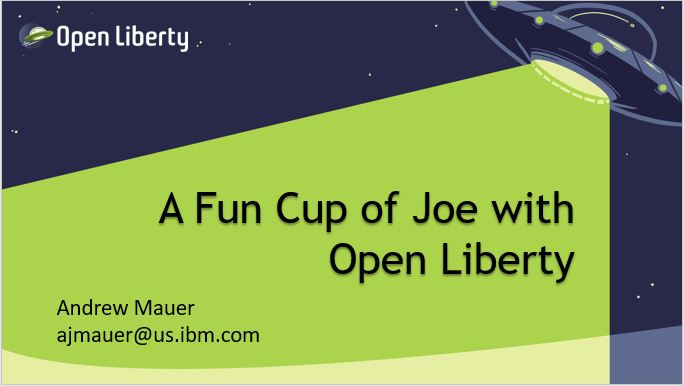 Open Liberty
A Fun Cup of Joe with
Open Liberty
Andrew Mauer
ajmauer@us.ibm.com